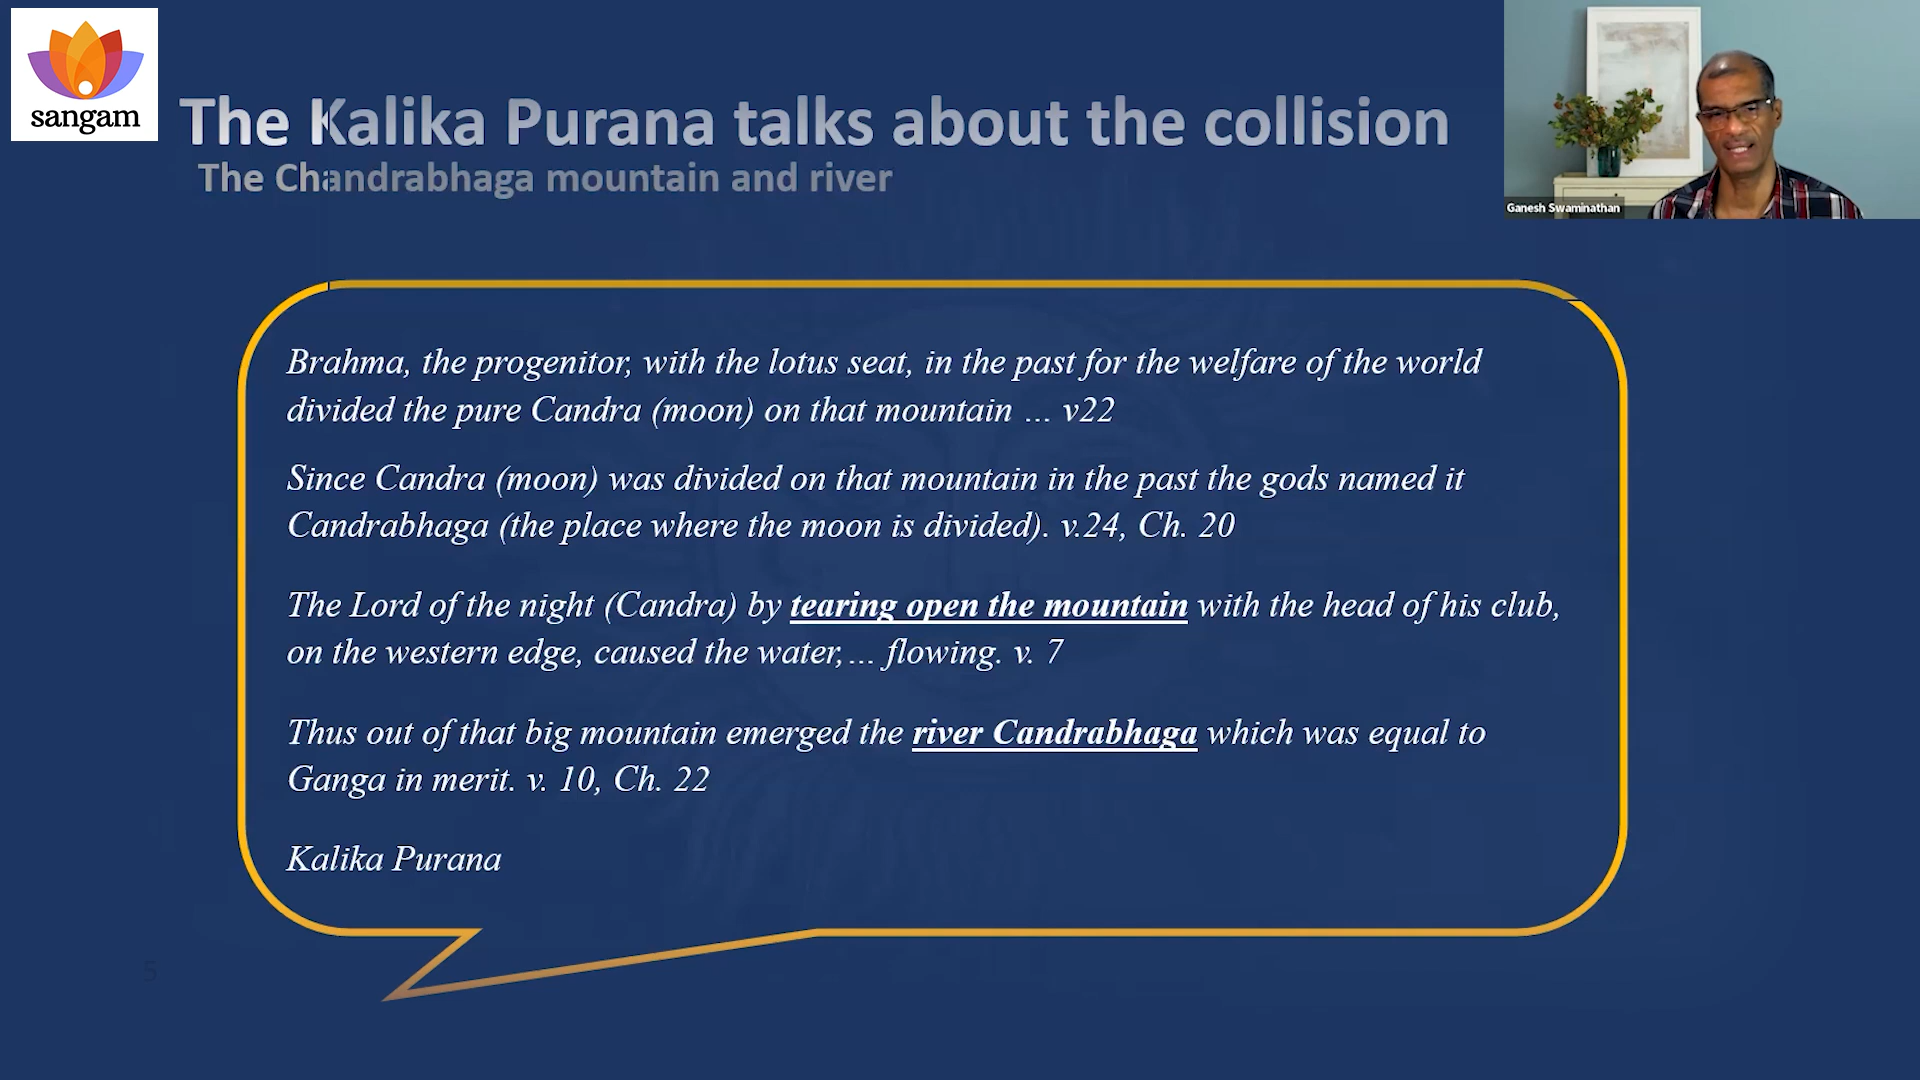 sangam
The Kalika Purana talks about the collision
The Chandrabhaga mountain and river
Ganesh Swaminathan
Brahma, the progenitor, with the lotus seat, in the past for the welfare of the world
divided the pure Candra (moon) on that mountain … v22
Since Candra (moon) was divided on that mountain in the past the gods named it
Candrabhaga (the place where the moon is divided). v.24, Ch. 20
The Lord of the night (Candra) by tearing open the mountain with the head of his club,
on the western edge, caused the water,… flowing. v. 7
Thus out of that big mountain emerged the river Candrabhaga which was equal to
Ganga in merit. v. 10, Ch. 22
Kalika Purana
5